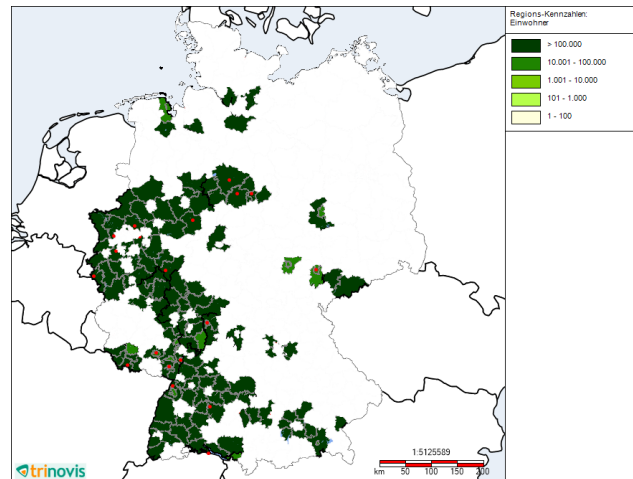 Regions-Kennzahlen:
Einwohner
> 100.000
10.001 - 100.000
1.001 - 10.000
101 - 1.000
1 - 100
1:5125589
km 50 100 150 200
trinovis